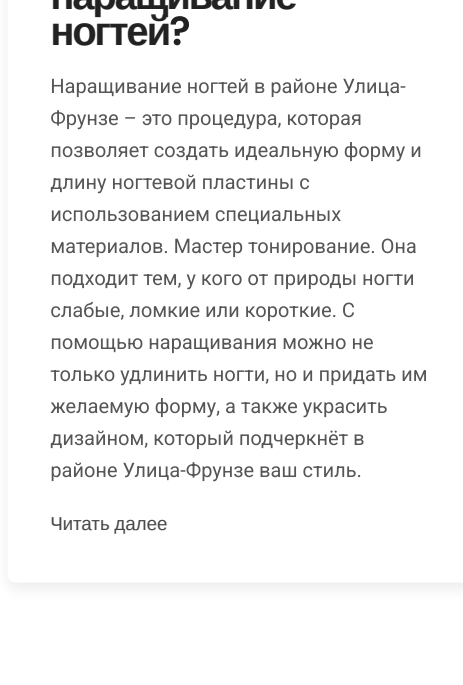 наращивание
ногтей?
Наращивание ногтей в районе Улица-
Фрунзе – это процедура, которая
позволяет создать идеальную форму и
длину ногтевой пластины с
использованием специальных
материалов. Мастер тонирование. Она
подходит тем, у кого от природы ногти
слабые, ломкие или короткие. С
помощью наращивания можно не
только удлинить ногти, но и придать им
желаемую форму, а также украсить
дизайном, который подчеркнёт в
районе Улица-Фрунзе ваш стиль.
Читать далее